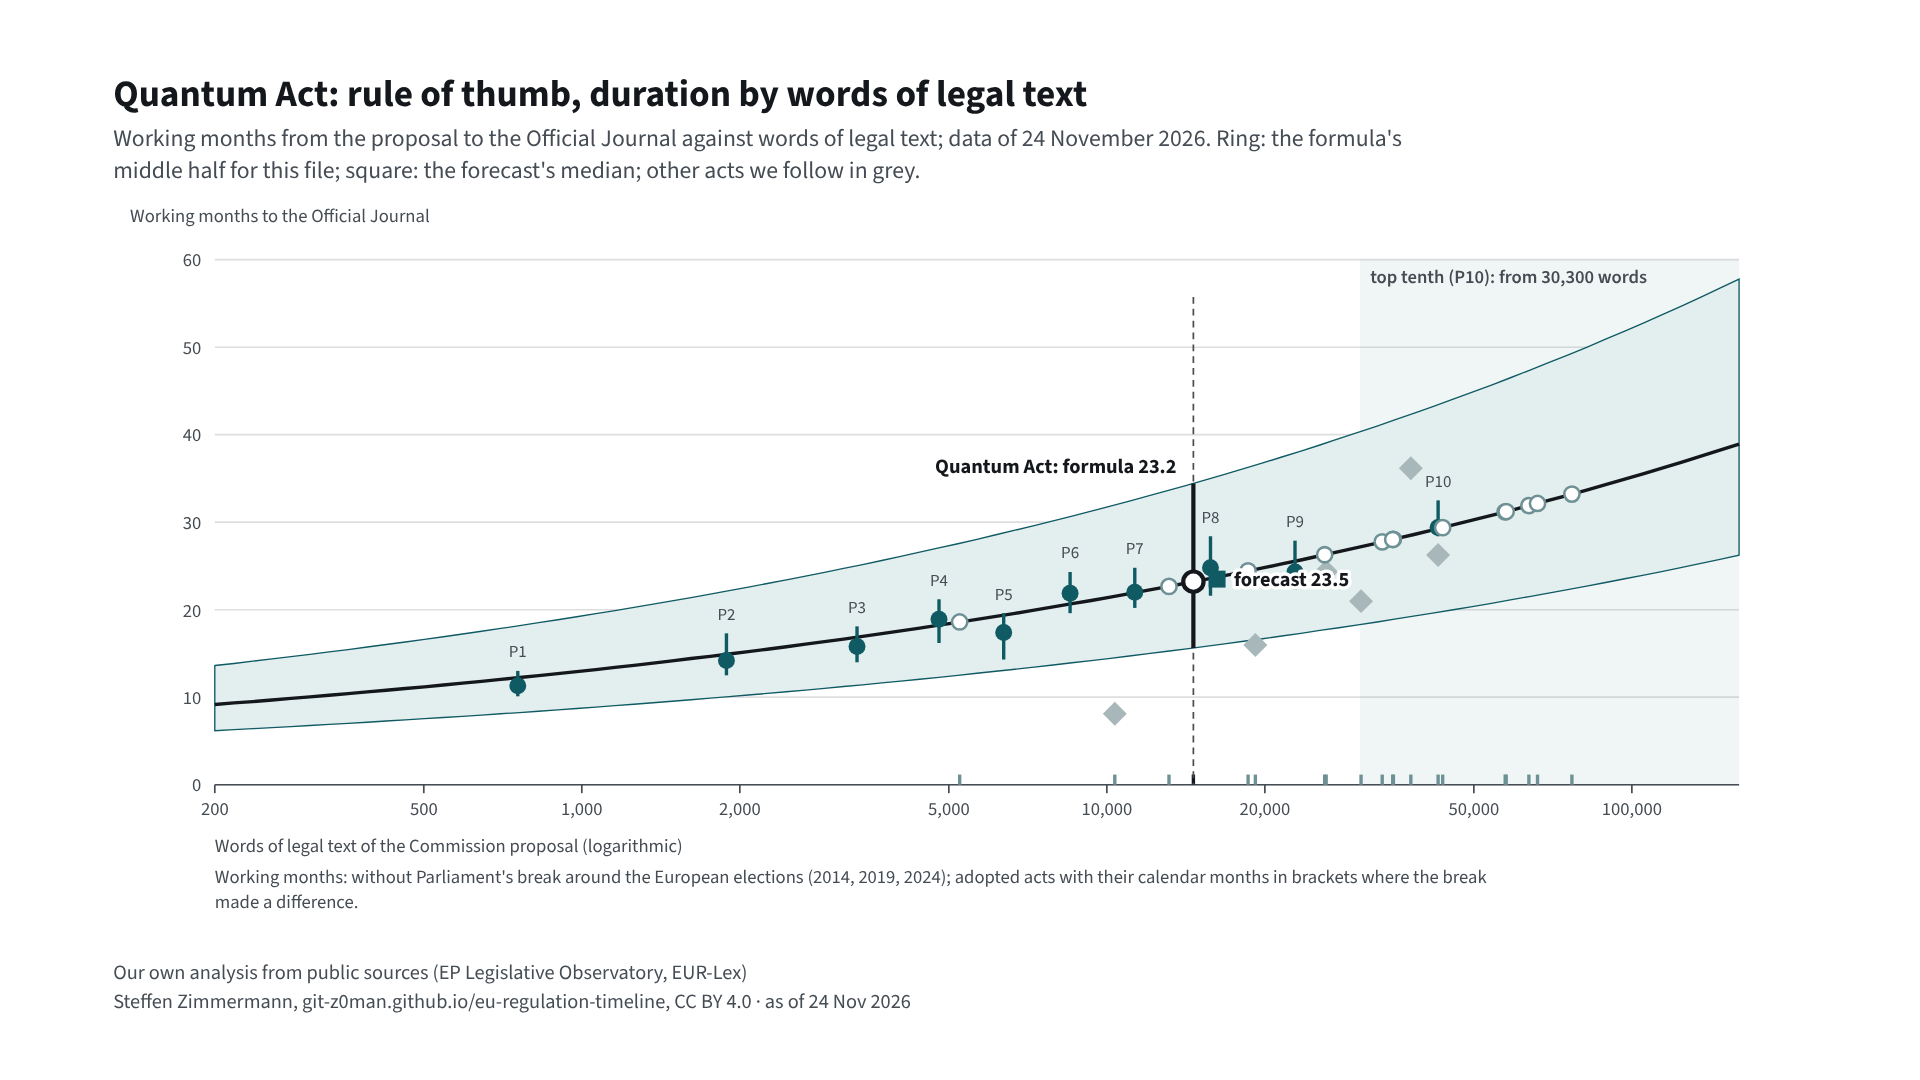 Quantum Act: rule of thumb, duration by words of legal text
Working months from the proposal to the Official Journal against words of legal text; data of 24 November 2026. Ring: the formula's
middle half for this file; square: the forecast's median; other acts we follow in grey.
Working months to the Official Journal
60
top tenth (P10): from 30,300 words
50
40
Quantum Act: formula 23.2
P10
30
P8
P9
P7
P6
P4
P5
forecast 23.5
20
P3
P2
P1
10
0
200
500
1,000
2,000
5,000
10,000
20,000
50,000
100,000
Words of legal text of the Commission proposal (logarithmic)
Working months: without Parliament's break around the European elections (2014, 2019, 2024); adopted acts with their calendar months in brackets where the break
made a difference.
Our own analysis from public sources (EP Legislative Observatory, EUR-Lex)
Steffen Zimmermann, git-z0man.github.io/eu-regulation-timeline, CC BY 4.0 · as of 24 Nov 2026